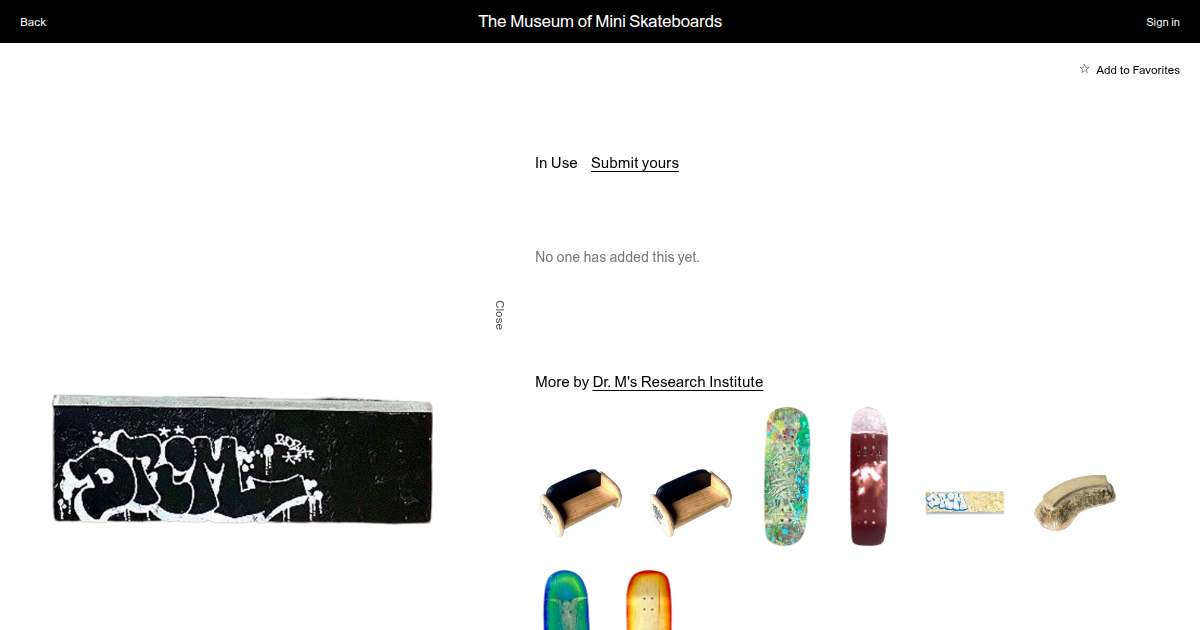 Back
The Museum of Mini Skateboards
Sign in
☆ Add to Favorites
In Use Submit yours
No one has added this yet.
Close
More by Dr. M's Research Institute
DR.M